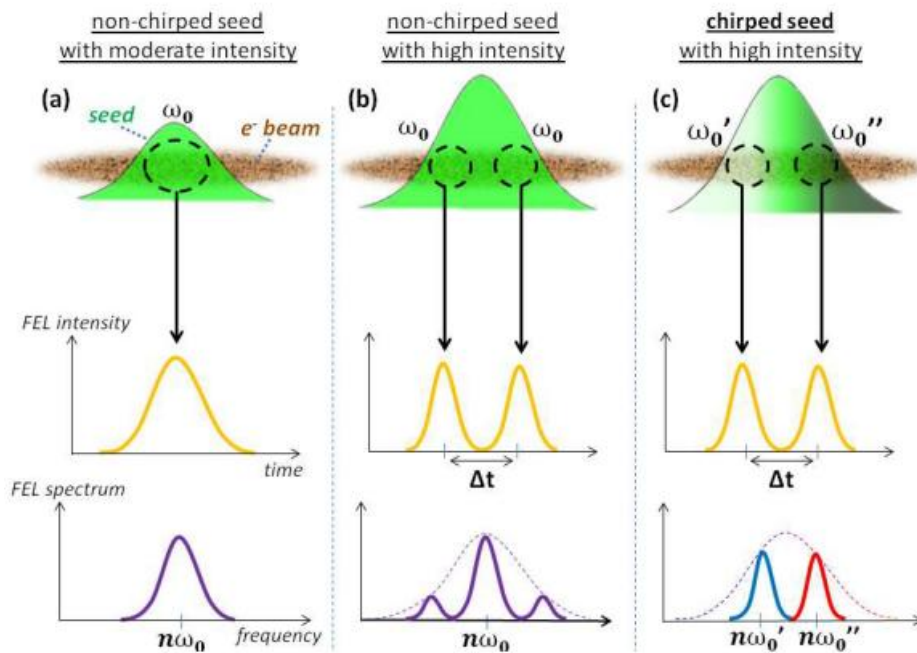 non-chirped seed
with moderate intensity
non-chirped seed
with high intensity
chirped seed
with high intensity
(a)
seed
ω₀
e⁻ beam
(b)
ω₀
ω₀
(c)
ω₀'
ω₀''
FEL intensity
time
Δt
Δt
FEL spectrum
nω₀
frequency
nω₀
nω₀'
nω₀''